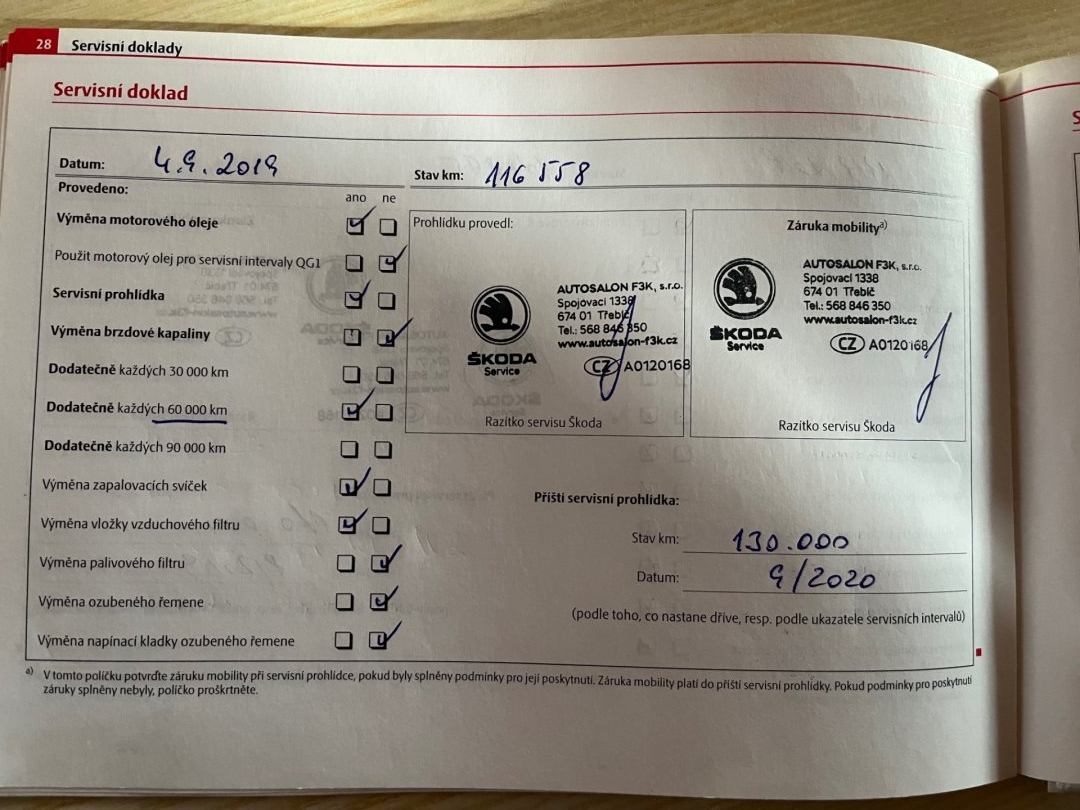 28 Servisní doklady
Servisní doklad
Datum: 4.9.2019
Stav km: 116 558
Provedeno:
ano ne
Výměna motorového oleje
Použit motorový olej pro servisní intervaly QG1
Servisní prohlídka
Výměna brzdové kapaliny
Dodatečně každých 30 000 km
Dodatečně každých 60 000 km
Dodatečně každých 90 000 km
Výměna zapalovacích svíček
Výměna vložky vzduchového filtru
Výměna palivového filtru
Výměna ozubeného řemene
Výměna napínací kladky ozubeného řemene
Prohlídku provedl:
AUTOSALON F3K, s.r.o.
Spojovací 1338
674 01 Třebíč
Tel.: 568 846 350
www.autosalon-f3k.cz
CZ A0120168
ŠKODA
Service
Razítko servisu Škoda
Záruka mobility a)
AUTOSALON F3K, s.r.o.
Spojovací 1338
674 01 Třebíč
Tel.: 568 846 350
www.autosalon-f3k.cz
CZ A0120168
ŠKODA
Service
Razítko servisu Škoda
Příští servisní prohlídka:
Stav km: 130.000
Datum: 9/2020
(podle toho, co nastane dříve, resp. podle ukazatele servisních intervalů)
a) V tomto políčku potvrďte záruku mobility při servisní prohlídce, pokud byly splněny podmínky pro její poskytnutí. Záruka mobility platí do příští servisní prohlídky. Pokud podmínky pro poskytnutí
záruky splněny nebyly, políčko proškrtněte.